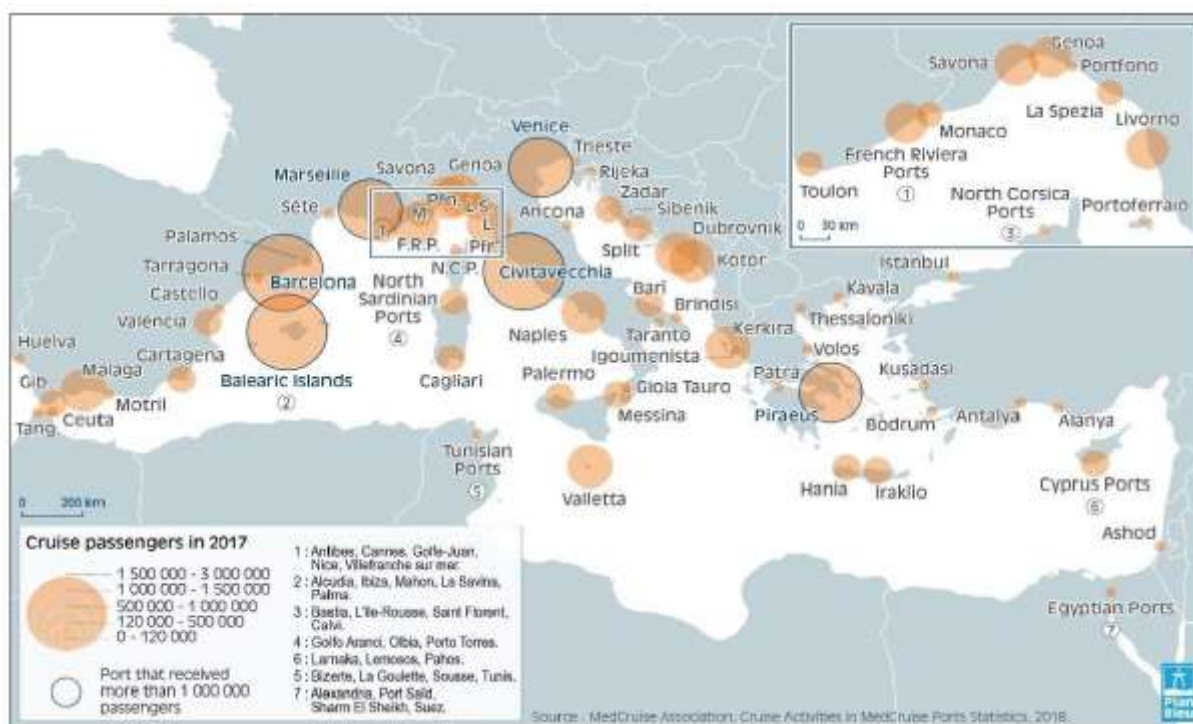 Venice
Trieste
Rijeka
Zadar
Sibenik
Dubrovnik
Split
Kotor
Ancona
Marseille
Savona
Genoa
Pfn.
L.S.
M.
L.
F.R.P.
Pfr.
N.C.P.
Séte
Palamos
Tarragona
Barcelona
Castello
Valencia
Cartagena
Huelva
Gib
Malaga
Motril
Ceuta
Tang.
Balearic Islands
②
North
Sardinian
Ports
④
Civitavecchia
Naples
Bari
Brindisi
Taranto
Kerkira
Igoumenista
Cagliari
Palermo
Gioia Tauro
Messina
Tunisian
Ports
⑤
Valletta
Istanbul
Kavala
Thessaloniki
Volos
Kusadasi
Patra
Piraeus
Bodrum
Antalya
Alanya
Hania
Iraklio
Cyprus Ports
⑥
Ashod
Egyptian Ports
⑦
Savona
Genoa
Portfono
La Spezia
Livorno
Monaco
French Riviera
Ports
①
Toulon
North Corsica
Ports
③
Portoferraio
0 30 km
0 200 km
Cruise passengers in 2017
1 500 000 - 3 000 000
1 000 000 - 1 500 000
500 000 - 1 000 000
120 000 - 500 000
0 - 120 000
Port that received
more than 1 000 000
passengers
1 : Antibes, Cannes, Golfe-Juan,
Nice, Villefranche sur mer.
2 : Alcudia, Ibiza, Mahon, La Savina,
Palma.
3 : Bastia, L'Ile-Rousse, Saint Florent,
Calvi.
4 : Golfo Aranci, Olbia, Porto Torres.
6 : Larnaka, Lemosos, Pahos.
5 : Bizerte, La Goulette, Sousse, Tunis.
7 : Alexandria, Port Saïd,
Sharm El Sheikh, Suez.
Source : MedCruise Association, Cruise Activities in MedCruise Ports Statistics, 2018
Plan
Bleu